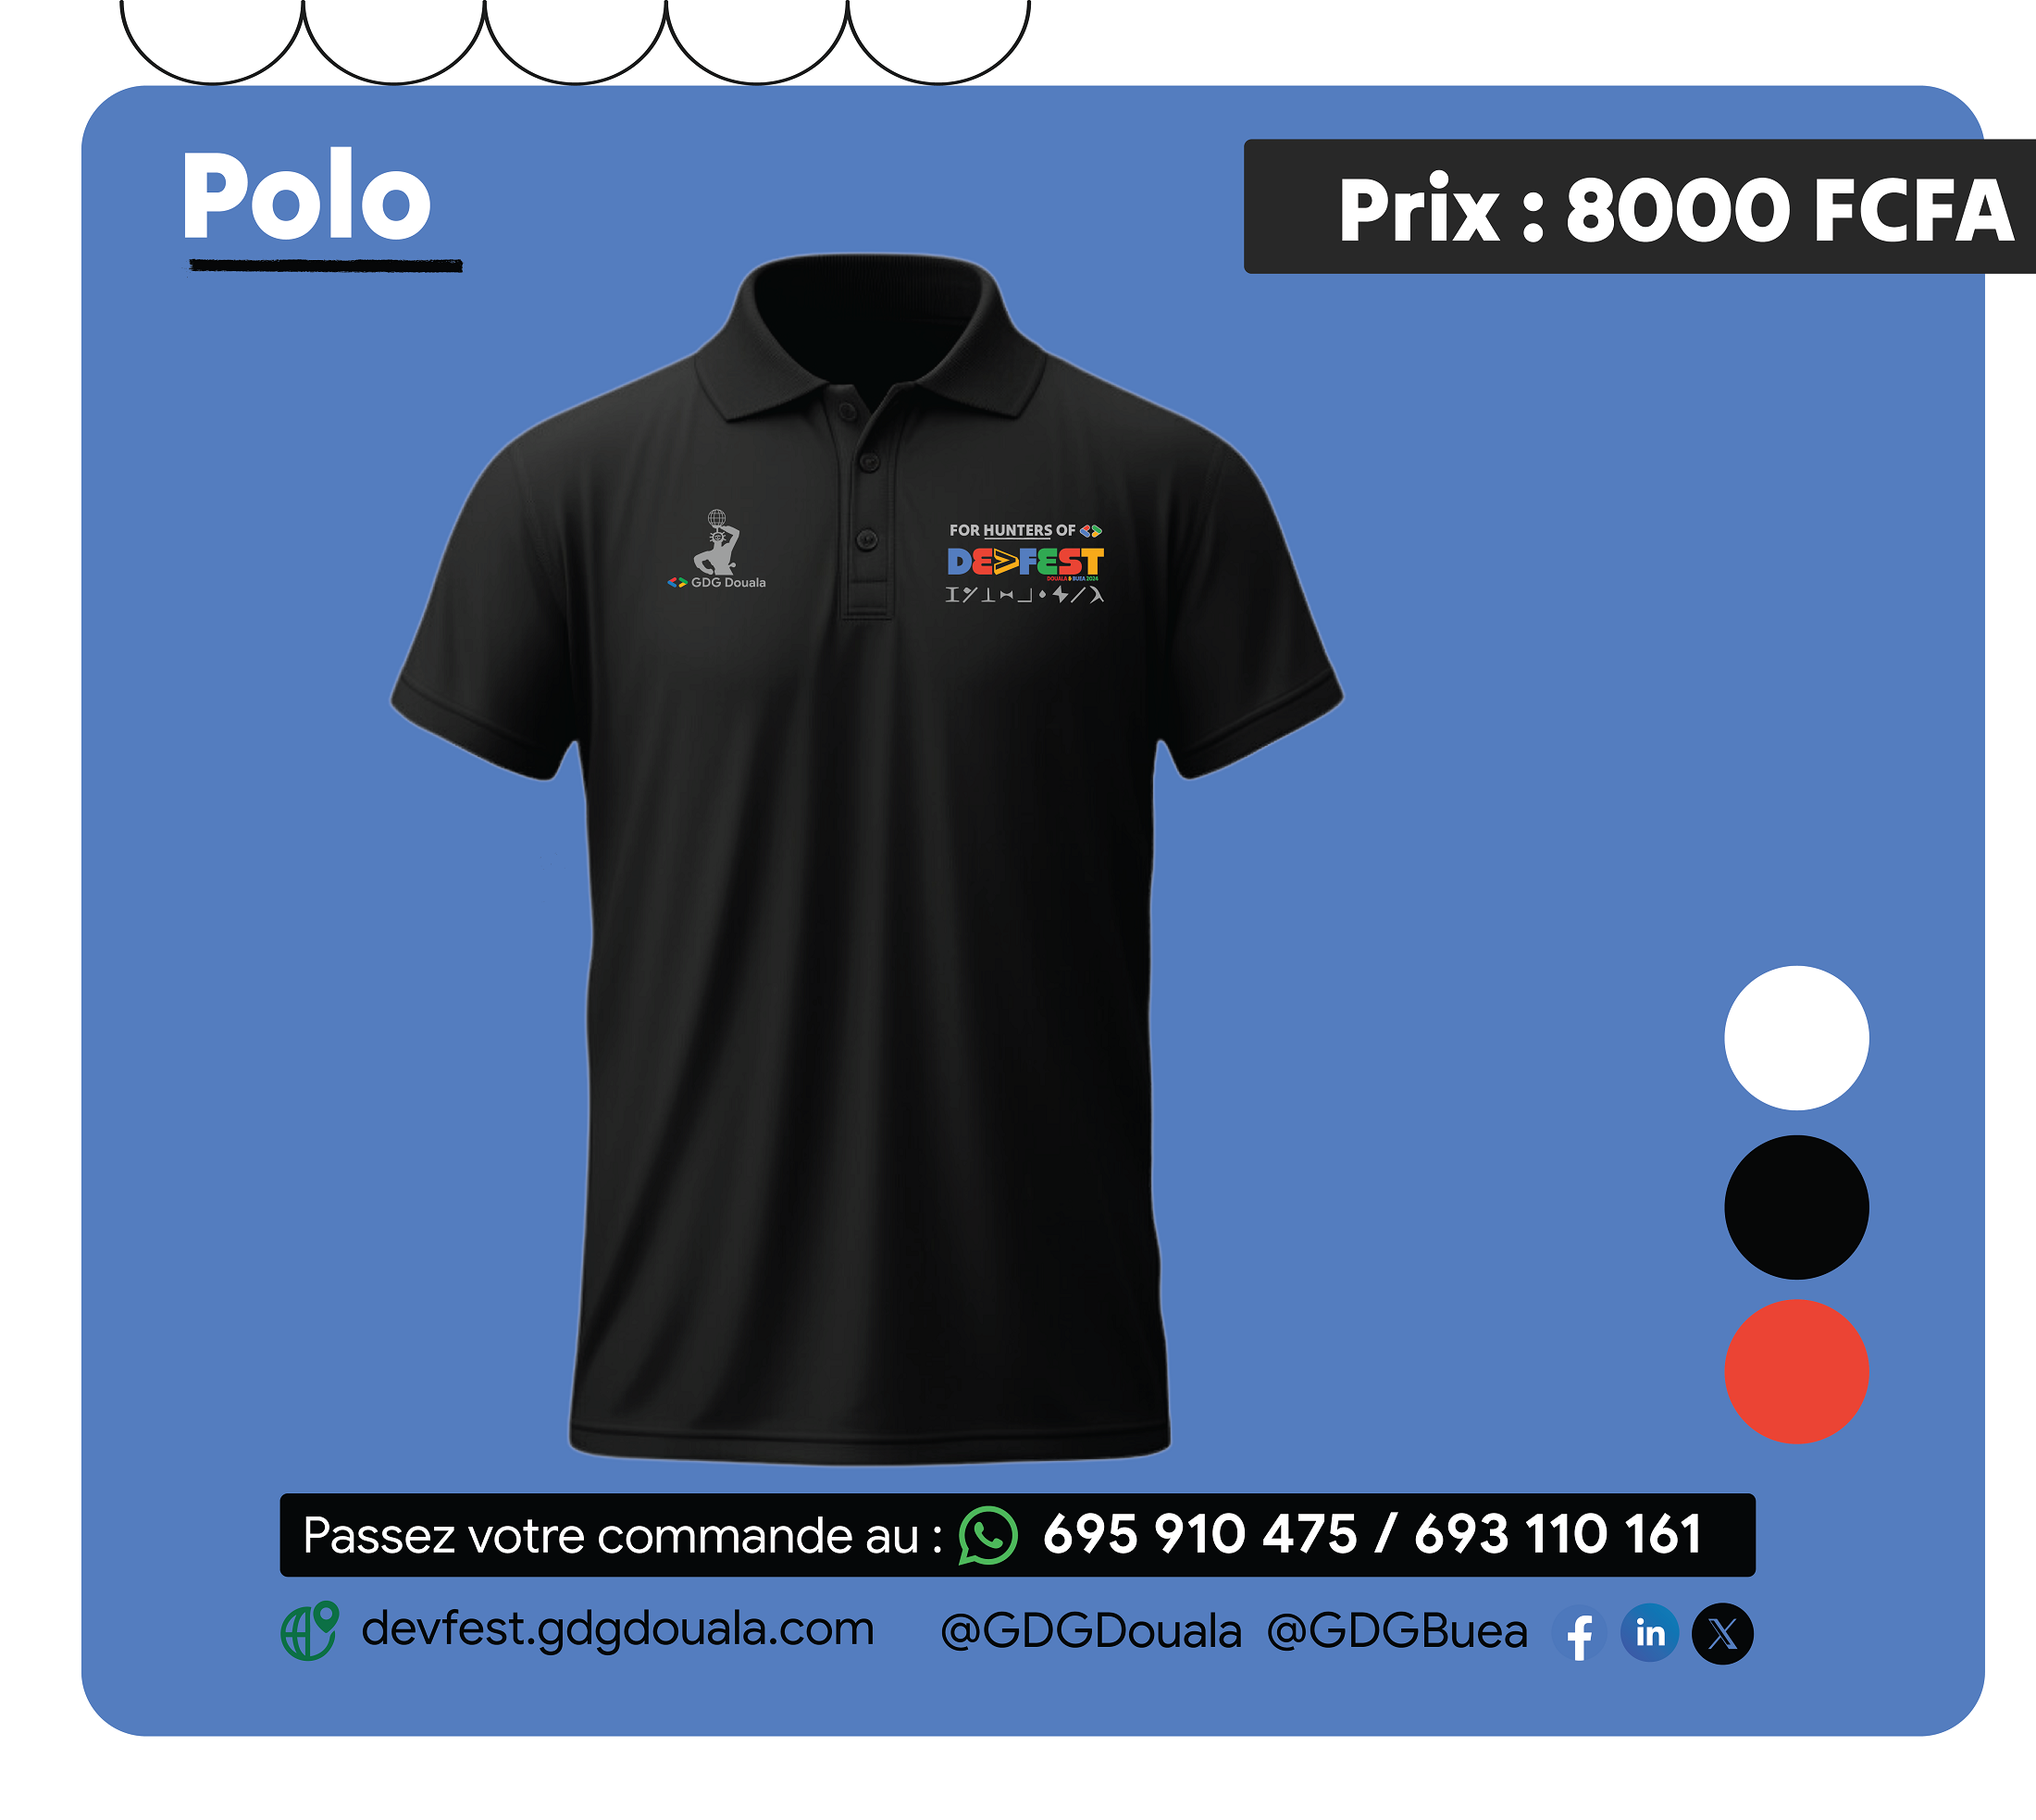 Polo
Prix : 8000 FCFA
GDG Douala
FOR HUNTERS OF
DEVFEST
DOUALA & BUEA 2024
Passez votre commande au : 695 910 475 / 693 110 161
devfest.gdgdouala.com @GDGDouala @GDGBuea